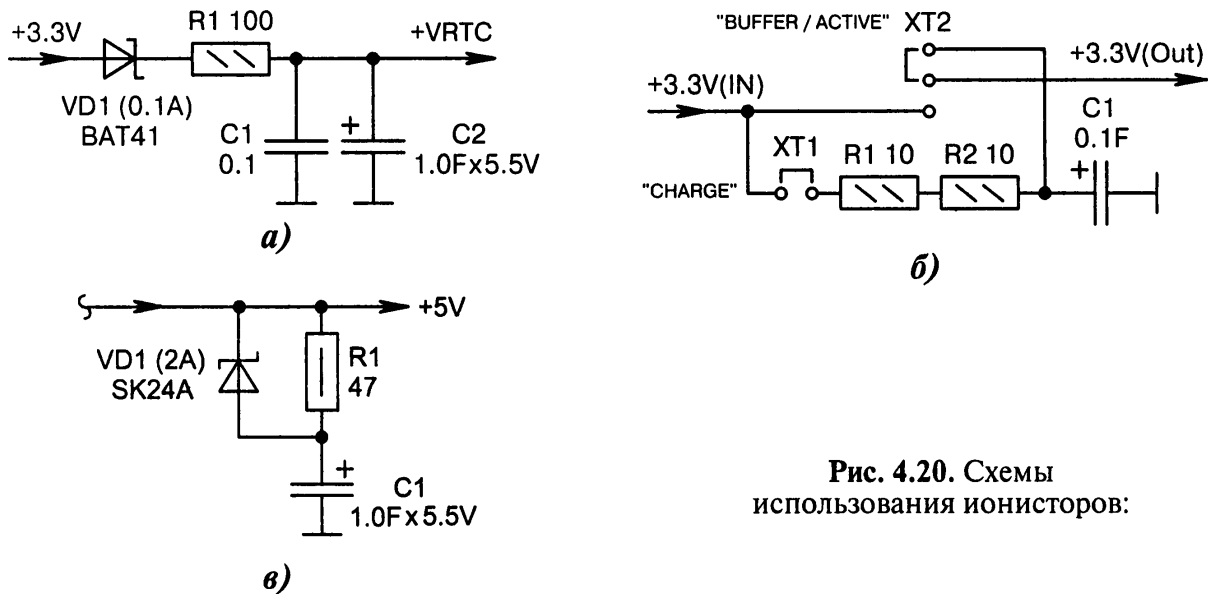 R1 100
+3.3V
+VRTC
VD1 (0.1A)
BAT41
C1
0.1
+
C2
1.0Fx5.5V
а)
"BUFFER / ACTIVE" XT2
+3.3V(Out)
+3.3V(IN)
C1
0.1F
XT1
R1 10
R2 10
+
"CHARGE"
б)
+5V
VD1 (2A)
SK24A
R1
47
+
C1
1.0Fx5.5V
в)
Рис. 4.20. Схемы
использования ионисторов: